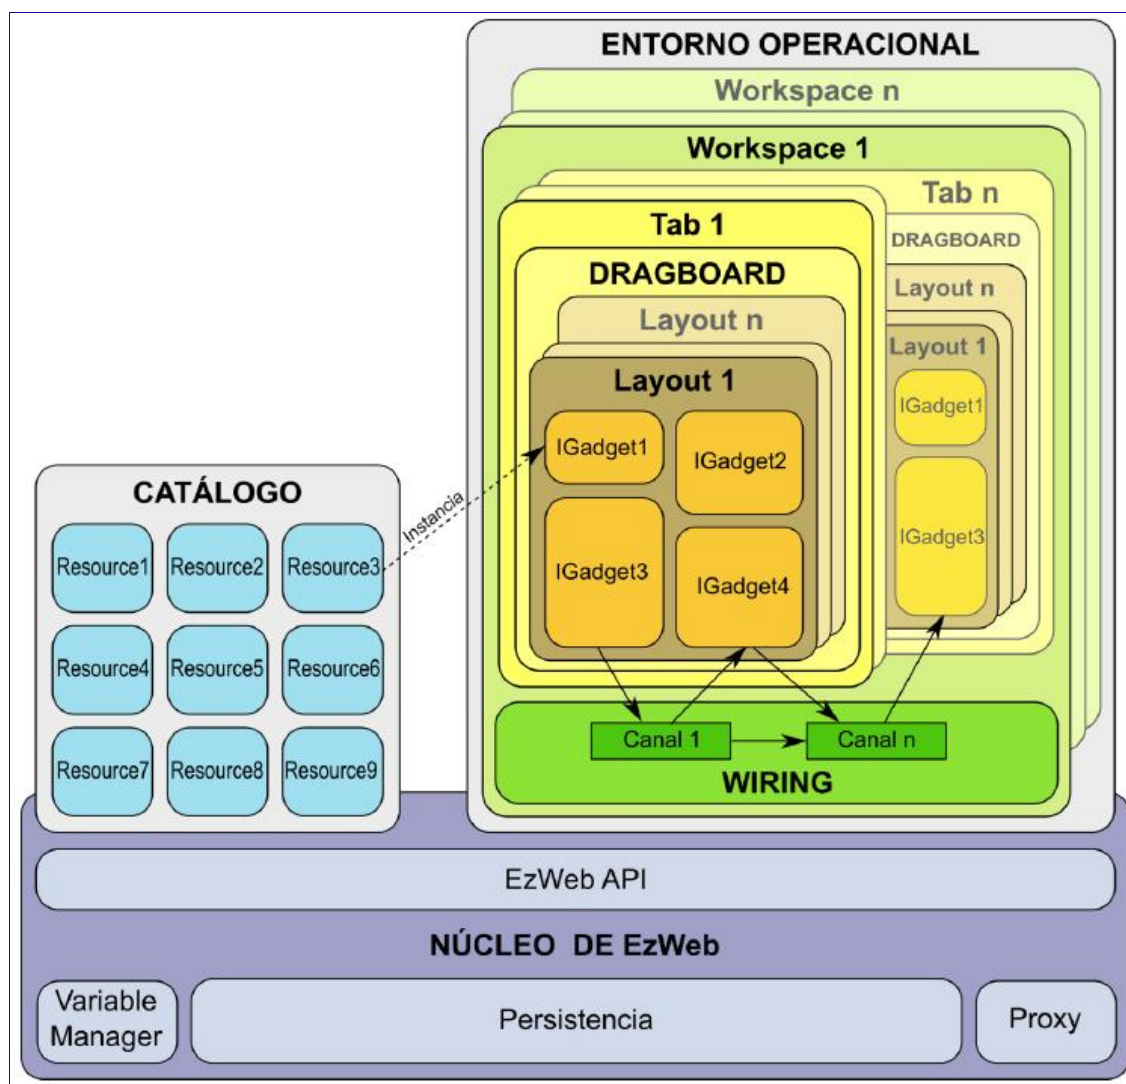 ENTORNO OPERACIONAL
Workspace n
Workspace 1
Tab n
Tab 1
DRAGBOARD
DRAGBOARD
Layout n
Layout n
Layout 1
Layout 1
IGadget1
IGadget2
IGadget3
IGadget4
IGadget1
IGadget3
Instancia
CATÁLOGO
Resource1
Resource2
Resource3
Resource4
Resource5
Resource6
Resource7
Resource8
Resource9
Canal 1
Canal n
WIRING
EzWeb API
NÚCLEO DE EzWeb
Variable
Manager
Persistencia
Proxy